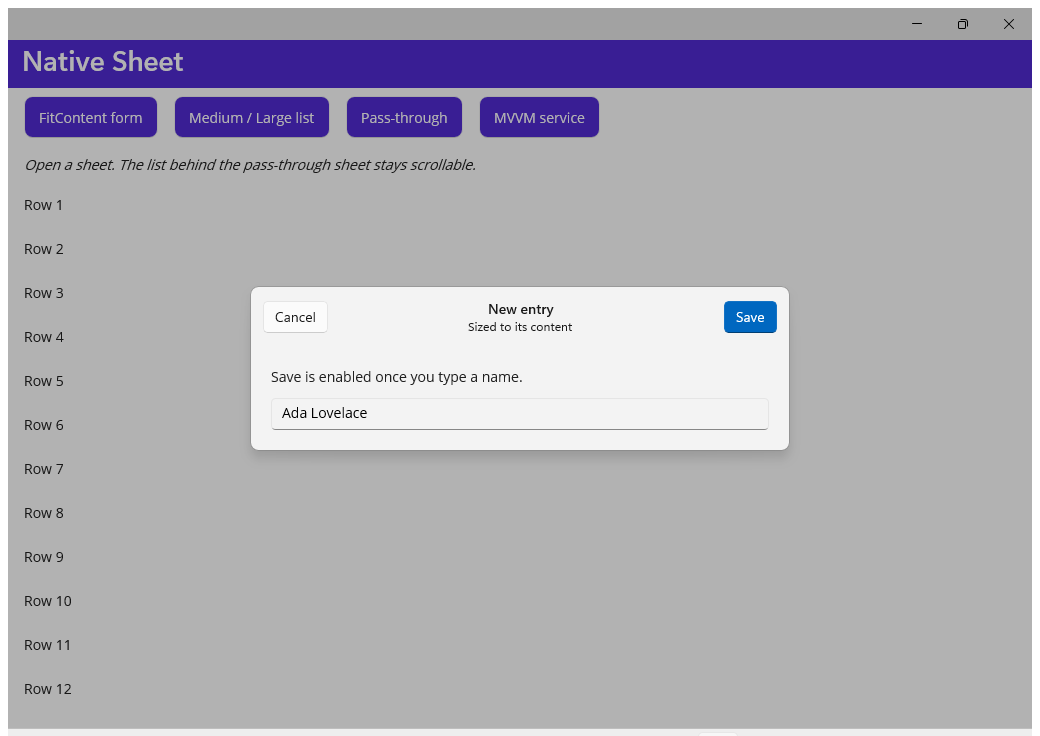 Native Sheet
FitContent form
Medium / Large list
Pass-through
MVVM service
Open a sheet. The list behind the pass-through sheet stays scrollable.
Row 1
Row 2
Row 3
Row 4
Row 5
Row 6
Row 7
Row 8
Row 9
Row 10
Row 11
Row 12
Cancel
New entry
Sized to its content
Save
Save is enabled once you type a name.
Ada Lovelace